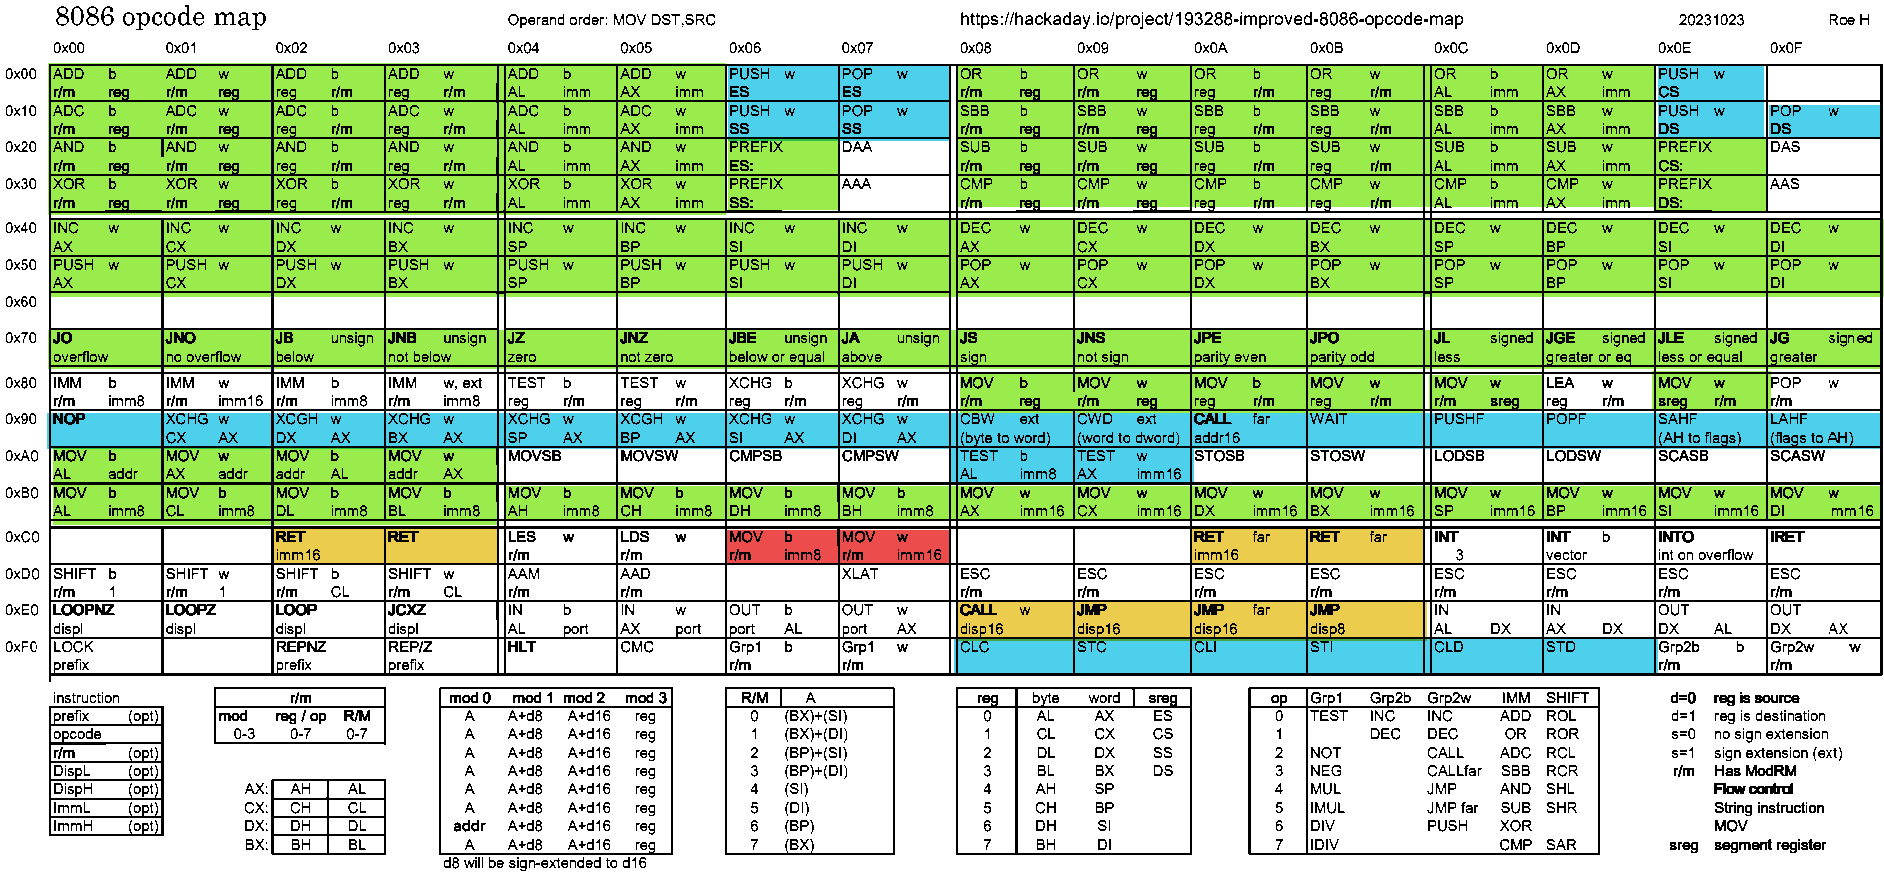 8086 opcode map Operand order: MOV DST,SRC https://hackaday.io/project/193288-improved-8086-opcode-map 20231023 Roe H
0x00 0x01 0x02 0x03 0x04 0x05 0x06 0x07 0x08 0x09 0x0A 0x0B 0x0C 0x0D 0x0E 0x0F
0x00 ADD b ADD w ADD b ADD w ADD b ADD w PUSH w POP w OR b OR w OR b OR w OR b OR w PUSH w
r/m reg r/m reg reg r/m reg r/m AL imm AX imm ES ES r/m reg r/m reg reg r/m reg r/m AL imm AX imm CS
0x10 ADC b ADC w ADC b ADC w ADC b ADC w PUSH w POP w SBB b SBB w SBB b SBB w SBB b SBB w PUSH w POP w
r/m reg r/m reg reg r/m reg r/m AL imm AX imm SS SS r/m reg r/m reg reg r/m reg r/m AL imm AX imm DS DS
0x20 AND b AND w AND b AND w AND b AND w PREFIX DAA SUB b SUB w SUB b SUB w SUB b SUB w PREFIX DAS
r/m reg r/m reg reg r/m reg r/m AL imm AX imm ES: r/m reg r/m reg reg r/m reg r/m AL imm AX imm CS:
0x30 XOR b XOR w XOR b XOR w XOR b XOR w PREFIX AAA CMP b CMP w CMP b CMP w CMP b CMP w PREFIX AAS
r/m reg r/m reg reg r/m reg r/m AL imm AX imm SS: r/m reg r/m reg reg r/m reg r/m AL imm AX imm DS:
0x40 INC w INC w INC w INC w INC w INC w INC w INC w DEC w DEC w DEC w DEC w DEC w DEC w DEC w DEC w
AX CX DX BX SP BP SI DI AX CX DX BX SP BP SI DI
0x50 PUSH w PUSH w PUSH w PUSH w PUSH w PUSH w PUSH w PUSH w POP w POP w POP w POP w POP w POP w POP w POP w
AX CX DX BX SP BP SI DI AX CX DX BX SP BP SI DI
0x60
0x70 JO JNO JB unsign JNB unsign JZ JNZ JBE unsign JA unsign JS JNS JPE JPO JL signed JGE signed JLE signed JG signed
overflow no overflow below not below zero not zero below or equal above sign not sign parity even parity odd less greater or eq less or equal greater
0x80 IMM b IMM w IMM b IMM w, ext TEST b TEST w XCHG b XCHG w MOV b MOV w MOV b MOV w MOV w LEA w MOV w POP w
r/m imm8 r/m imm16 r/m imm8 r/m imm8 reg r/m reg r/m reg r/m reg r/m r/m reg r/m reg reg r/m reg r/m r/m sreg reg r/m sreg r/m r/m
0x90 NOP XCHG w XCGH w XCHG w XCHG w XCGH w XCHG w XCHG w CBW ext CWD ext CALL far WAIT PUSHF POPF SAHF LAHF
CX AX DX AX BX AX SP AX BP AX SI AX DI AX (byte to word) (word to dword) addr16 (AH to flags) (flags to AH)
0xA0 MOV b MOV w MOV b MOV w MOVSB MOVSW CMPSB CMPSW TEST b TEST w STOSB STOSW LODSB LODSW SCASB SCASW
AL addr AX addr addr AL addr AX AL imm8 AX imm16
0xB0 MOV b MOV b MOV b MOV b MOV b MOV b MOV b MOV b MOV w MOV w MOV w MOV w MOV w MOV w MOV w MOV w
AL imm8 CL imm8 DL imm8 BL imm8 AH imm8 CH imm8 DH imm8 BH imm8 AX imm16 CX imm16 DX imm16 BX imm16 SP imm16 BP imm16 SI imm16 DI mm16
0xC0 RET RET LES w LDS w MOV b MOV w RET far RET far INT INT b INTO IRET
imm16 r/m r/m r/m imm8 r/m imm16 imm16 3 vector int on overflow
0xD0 SHIFT b SHIFT w SHIFT b SHIFT w AAM AAD XLAT ESC ESC ESC ESC ESC ESC ESC ESC
r/m 1 r/m 1 r/m CL r/m CL r/m r/m r/m r/m r/m r/m r/m r/m r/m r/m
0xE0 LOOPNZ LOOPZ LOOP JCXZ IN b IN w OUT b OUT w CALL w JMP JMP far JMP IN IN OUT OUT
displ displ displ displ AL port AX port port AL port AX disp16 disp16 disp16 disp8 AL DX AX DX DX AL DX AX
0xF0 LOCK REPNZ REP/Z HLT CMC Grp1 b Grp1 w CLC STC CLI STI CLD STD Grp2b b Grp2w w
prefix prefix prefix r/m r/m r/m r/m
instruction r/m mod 0 mod 1 mod 2 mod 3 R/M A reg byte word sreg op Grp1 Grp2b Grp2w IMM SHIFT d=0 reg is source
prefix (opt) mod reg / op R/M A A+d8 A+d16 reg 0 (BX)+(SI) 0 AL AX ES 0 TEST INC INC ADD ROL d=1 reg is destination
opcode 0-3 0-7 0-7 A A+d8 A+d16 reg 1 (BX)+(DI) 1 CL CX CS 1 DEC DEC OR ROR s=0 no sign extension
r/m (opt) A A+d8 A+d16 reg 2 (BP)+(SI) 2 DL DX SS 2 NOT CALL ADC RCL s=1 sign extension (ext)
DispL (opt) A A+d8 A+d16 reg 3 (BP)+(DI) 3 BL BX DS 3 NEG CALLfar SBB RCR r/m Has ModRM
DispH (opt) AX: AH AL A A+d8 A+d16 reg 4 (SI) 4 AH SP 4 MUL JMP AND SHL Flow control
ImmL (opt) CX: CH CL A A+d8 A+d16 reg 5 (DI) 5 CH BP 5 IMUL JMP far SUB SHR String instruction
ImmH (opt) DX: DH DL addr A+d8 A+d16 reg 6 (BP) 6 DH SI 6 DIV PUSH XOR MOV
BX: BH BL A A+d8 A+d16 reg 7 (BX) 7 BH DI 7 IDIV CMP SAR sreg segment register
d8 will be sign-extended to d16